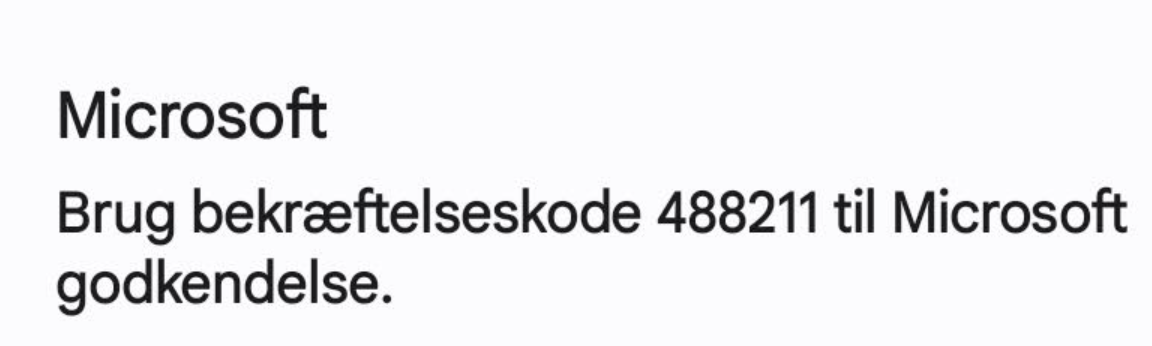 Microsoft
Brug bekræftelseskode 488211 til Microsoft
godkendelse.